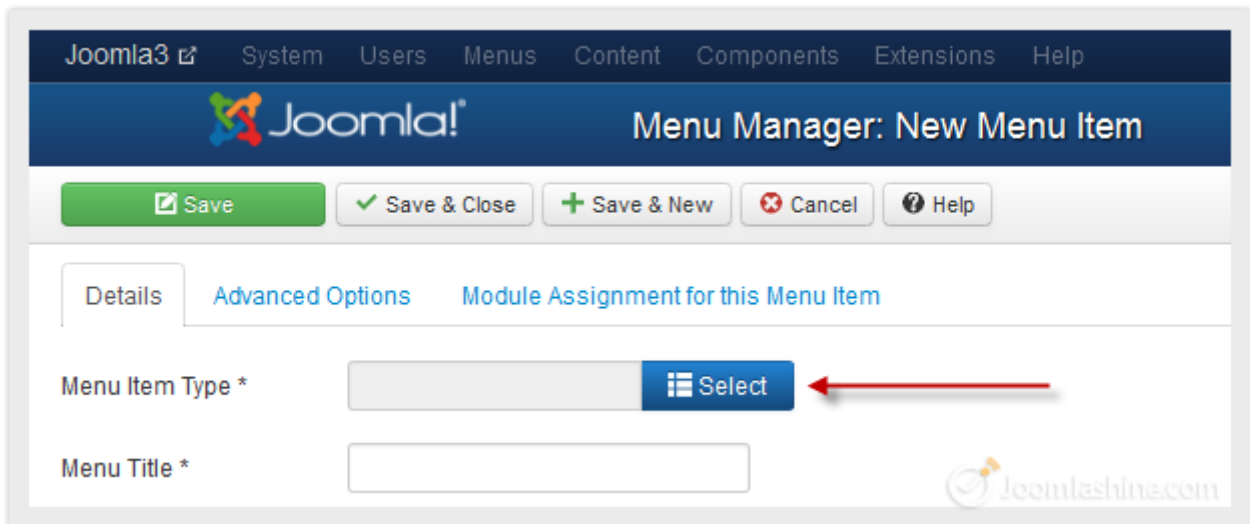 Joomla3 System Users Menus Content Components Extensions Help
Joomla!® Menu Manager: New Menu Item
Save Save & Close Save & New Cancel Help
Details Advanced Options Module Assignment for this Menu Item
Menu Item Type * Select
Menu Title *
Joomlashine.com